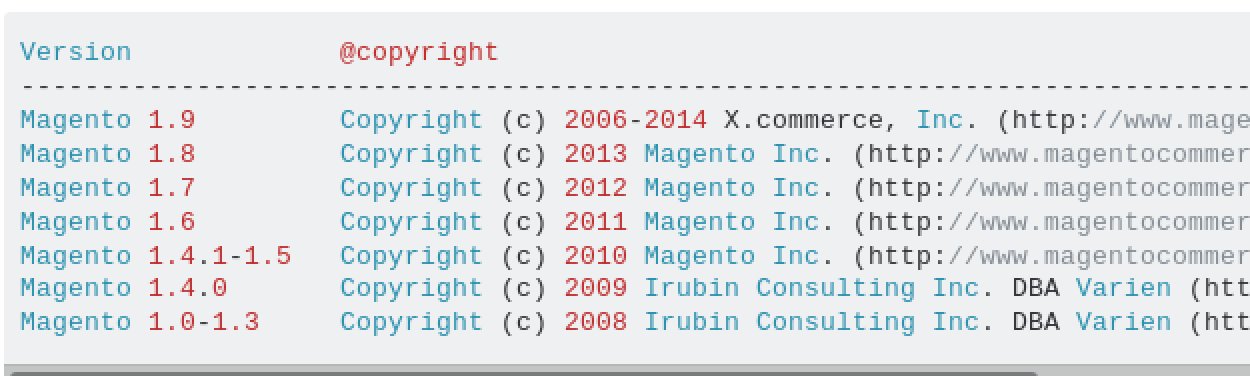 Version @copyright
-----------------------------------------------------------------------------
Magento 1.9 Copyright (c) 2006-2014 X.commerce, Inc. (http://www.mage
Magento 1.8 Copyright (c) 2013 Magento Inc. (http://www.magentocommer
Magento 1.7 Copyright (c) 2012 Magento Inc. (http://www.magentocommer
Magento 1.6 Copyright (c) 2011 Magento Inc. (http://www.magentocommer
Magento 1.4.1-1.5 Copyright (c) 2010 Magento Inc. (http://www.magentocommer
Magento 1.4.0 Copyright (c) 2009 Irubin Consulting Inc. DBA Varien (htt
Magento 1.0-1.3 Copyright (c) 2008 Irubin Consulting Inc. DBA Varien (htt